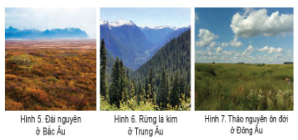 Hình 5. Đài nguyên
ở Bắc Âu
Hình 6. Rừng lá kim
ở Trung Âu
Hình 7. Thảo nguyên ôn đới
ở Đông Âu